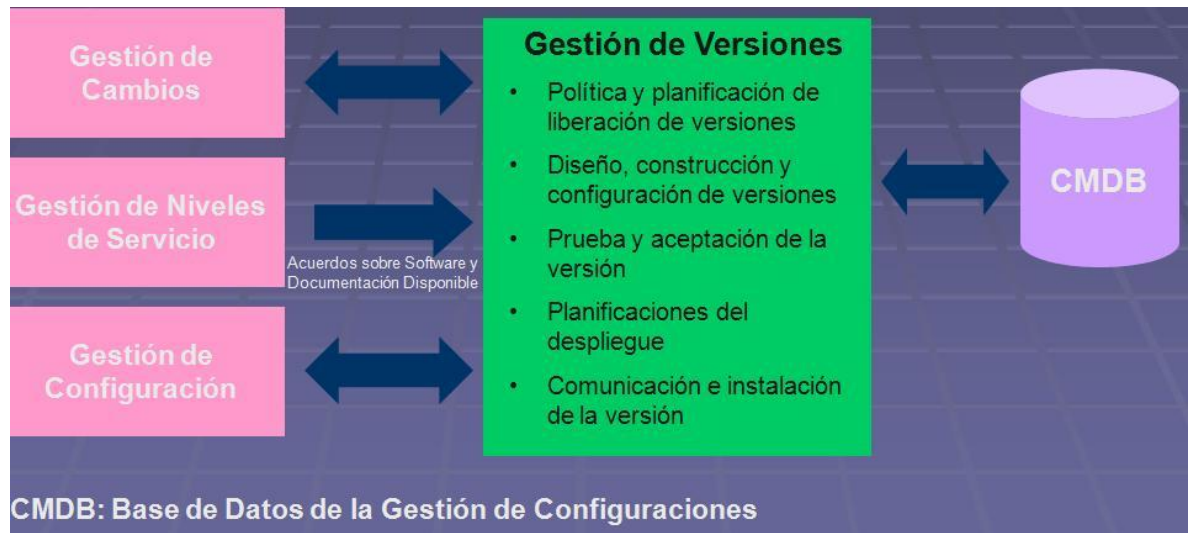 Gestión de
Cambios
Gestión de Niveles
de Servicio
Acuerdos sobre Software y
Documentación Disponible
Gestión de
Configuración
Gestión de Versiones
• Política y planificación de
liberación de versiones
• Diseño, construcción y
configuración de versiones
• Prueba y aceptación de la
versión
• Planificaciones del
despliegue
• Comunicación e instalación
de la versión
CMDB
CMDB: Base de Datos de la Gestión de Configuraciones